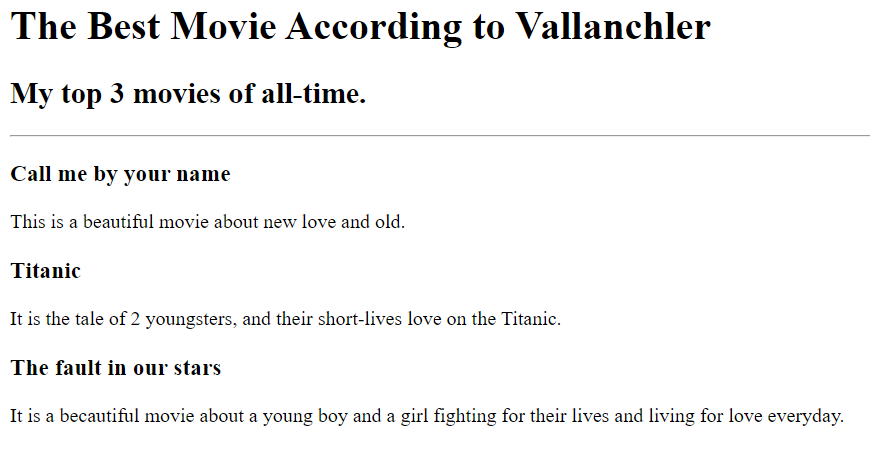 The Best Movie According to Vallanchler
My top 3 movies of all-time.
Call me by your name
This is a beautiful movie about new love and old.
Titanic
It is the tale of 2 youngsters, and their short-lives love on the Titanic.
The fault in our stars
It is a becautiful movie about a young boy and a girl fighting for their lives and living for love everyday.